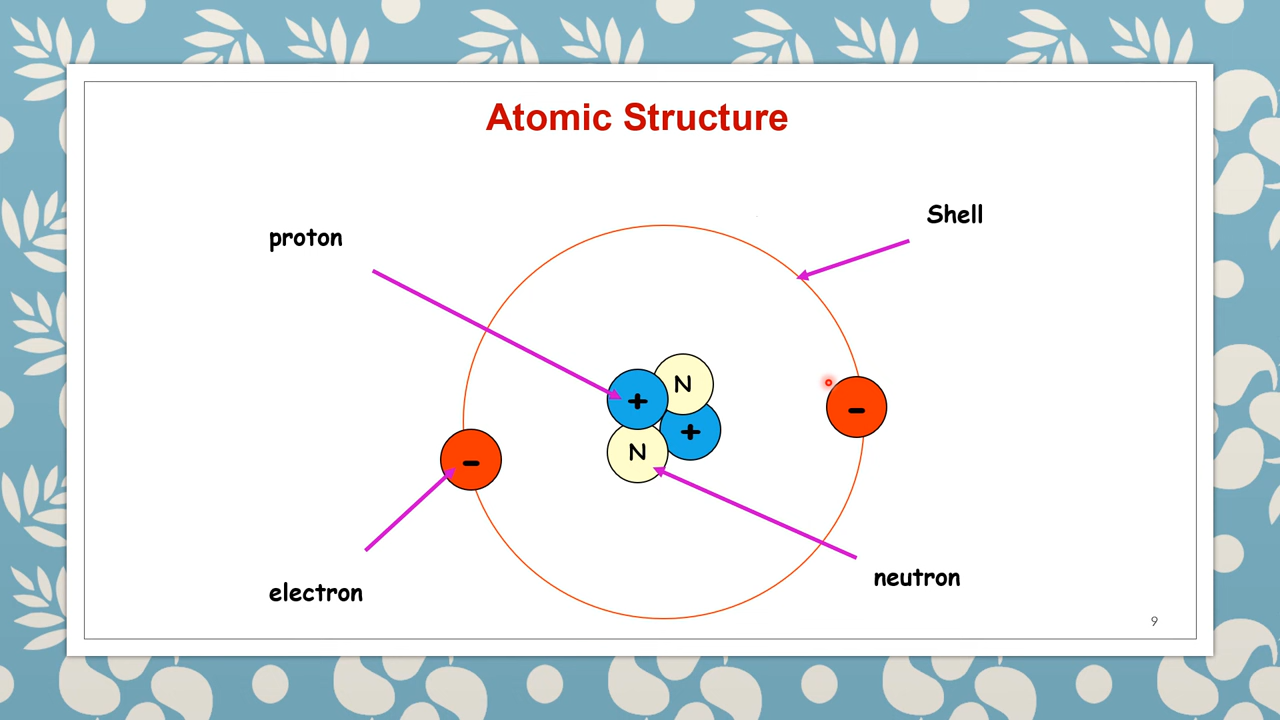 Atomic Structure
Shell
proton
N
+
-
+
N
-
neutron
electron
9